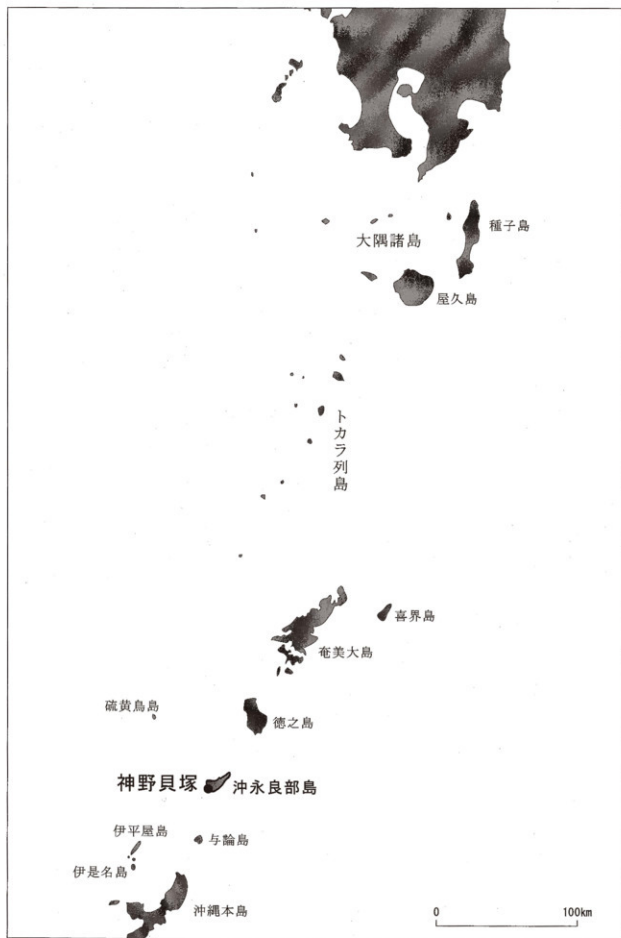 種子島
大隅諸島
屋久島
トカラ列島
喜界島
奄美大島
硫黄鳥島
徳之島
神野貝塚
沖永良部島
伊平屋島
与論島
伊是名島
沖縄本島
0 100km